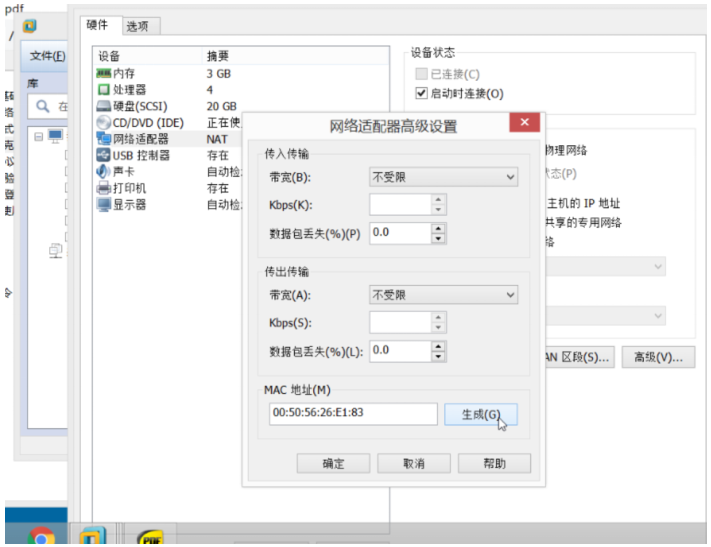 pdf
硬件 选项
文件(F)
库
在
设备 摘要
内存 3 GB
处理器 4
硬盘(SCSI) 20 GB
CD/DVD (IDE) 正在使
网络适配器 NAT
USB 控制器 存在
声卡 自动检
打印机 存在
显示器 自动检
设备状态
已连接(C)
启动时连接(O)
物理网络
状态(P)
主机的 IP 地址
共享的专用网络
络
AN 区段(S)... 高级(V)...
网络适配器高级设置
传入传输
带宽(B): 不受限
Kbps(K):
数据包丢失(%)(P) 0.0
传出传输
带宽(A): 不受限
Kbps(S):
数据包丢失(%)(L): 0.0
MAC 地址(M)
00:50:56:26:E1:83 生成(G)
确定 取消 帮助
PDF